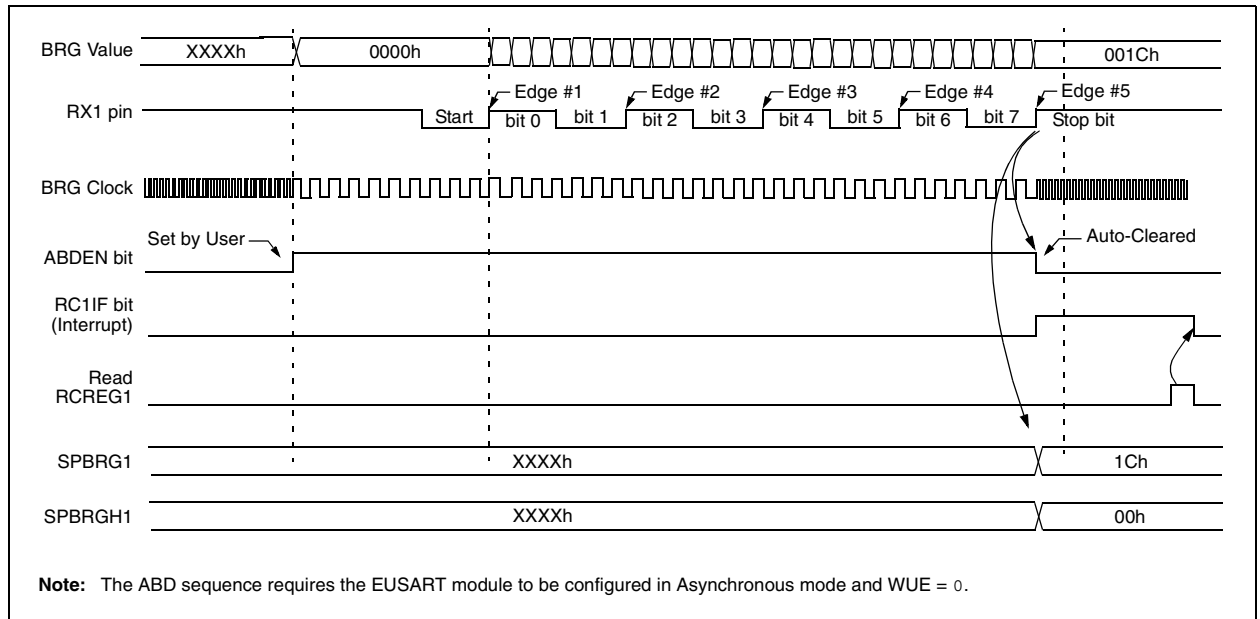 BRG Value
XXXXh
0000h
001Ch
RX1 pin
Start
Edge #1
bit 0
bit 1
Edge #2
bit 2
bit 3
Edge #3
bit 4
bit 5
Edge #4
bit 6
bit 7
Edge #5
Stop bit
BRG Clock
Set by User
Auto-Cleared
ABDEN bit
RC1IF bit
(Interrupt)
Read
RCREG1
SPBRG1
XXXXh
1Ch
SPBRGH1
XXXXh
00h
Note: The ABD sequence requires the EUSART module to be configured in Asynchronous mode and WUE = 0.